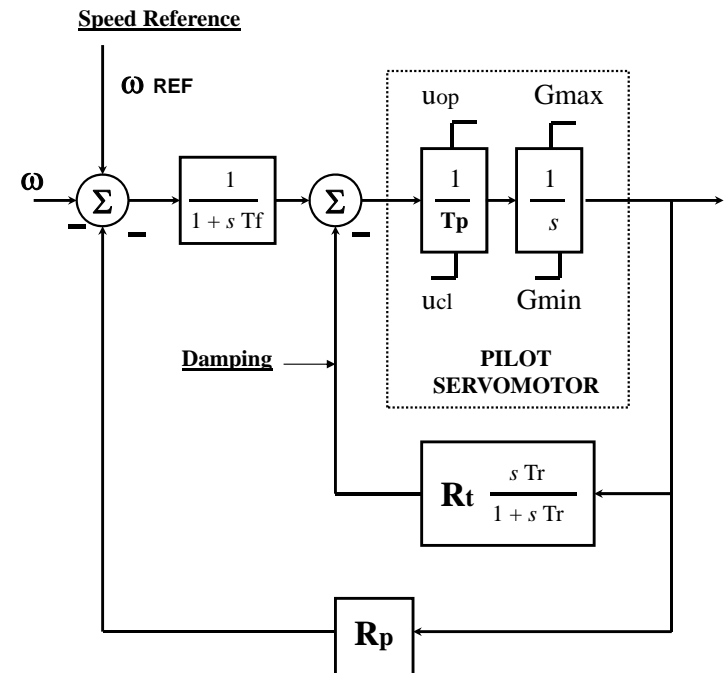 Speed Reference
ω REF
uop
Gmax
ω
Σ
1
1 + s Tf
Σ
1
Tp
1
s
ucl
Gmin
Damping
PILOT
SERVOMOTOR
Rt
s Tr
1 + s Tr
Rp